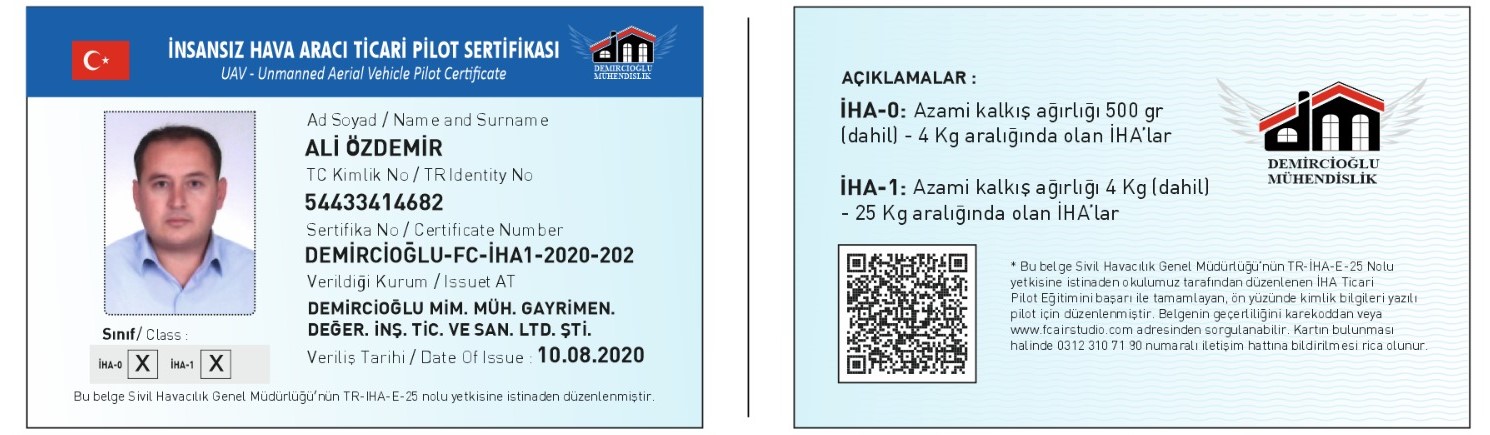 İNSANSIZ HAVA ARACI TİCARİ PİLOT SERTİFİKASI
UAV - Unmanned Aerial Vehicle Pilot Certificate
DEMİRCİOĞLU
MÜHENDİSLİK
Ad Soyad / Name and Surname
ALİ ÖZDEMİR
TC Kimlik No / TR Identity No
54433414682
Sertifika No / Certificate Number
DEMİRCİOĞLU-FC-İHA1-2020-202
Verildiği Kurum / Issuet AT
DEMİRCİOĞLU MİM. MÜH. GAYRİMEN.
DEĞER. İNŞ. TİC. VE SAN. LTD. ŞTİ.
Veriliş Tarihi / Date Of Issue : 10.08.2020
Sınıf/ Class :
İHA-0 X İHA-1 X
Bu belge Sivil Havacılık Genel Müdürlüğü'nün TR-IHA-E-25 nolu yetkisine istinaden düzenlenmiştir.
AÇIKLAMALAR :
İHA-0: Azami kalkış ağırlığı 500 gr
(dahil) - 4 Kg aralığında olan İHA'lar
İHA-1: Azami kalkış ağırlığı 4 Kg (dahil)
- 25 Kg aralığında olan İHA'lar
DEMİRCİOĞLU
MÜHENDİSLİK
* Bu belge Sivil Havacılık Genel Müdürlüğü'nün TR-İHA-E-25 Nolu
yetkisine istinaden okulumuz tarafından düzenlenen İHA Ticari
Pilot Eğitimini başarı ile tamamlayan, ön yüzünde kimlik bilgileri yazılı
pilot için düzenlenmiştir. Belgenin geçerliliğini karekoddan veya
www.fcairstudio.com adresinden sorgulanabilir. Kartın bulunması
halinde 0312 310 71 90 numaralı iletişim hattına bildirilmesi rica olunur.